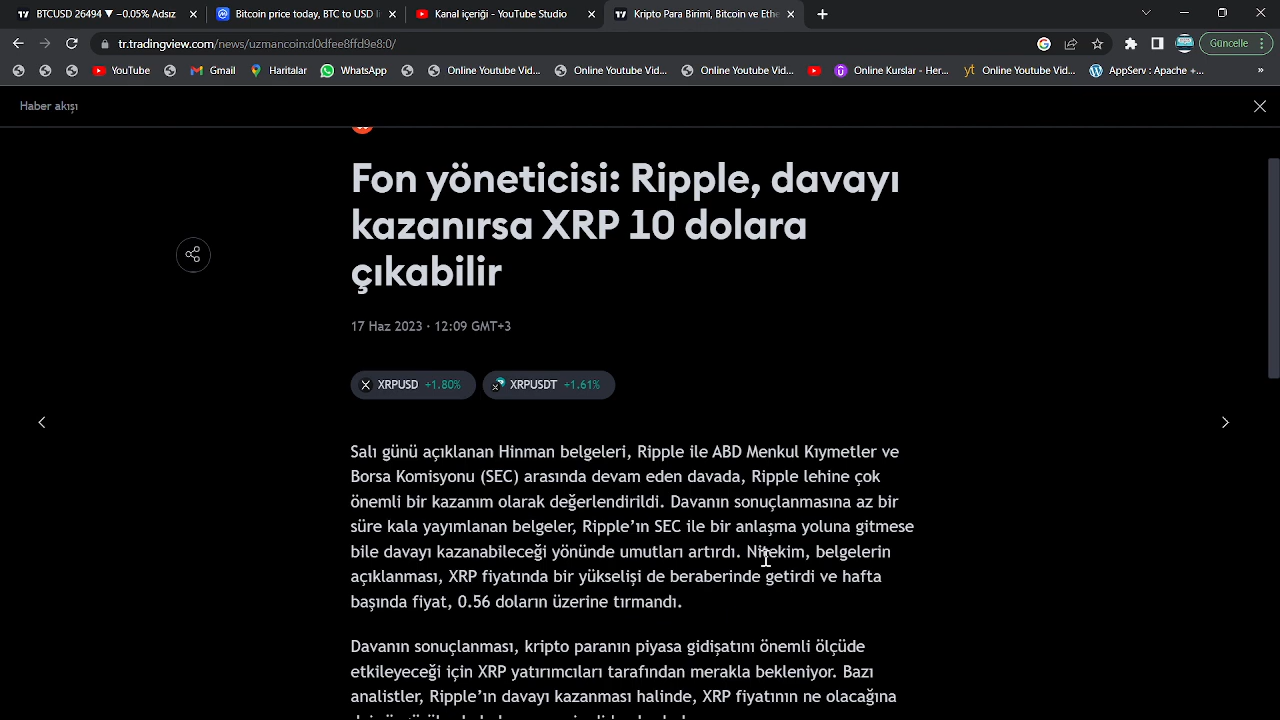 BTCUSD 26494 ▼ −0.05% Adsız
Bitcoin price today, BTC to USD li
Kanal içeriği - YouTube Studio
Kripto Para Birimi, Bitcoin ve Ethe
tr.tradingview.com/news/uzmancoin:d0dfee8ffd9e8:0/
Güncelle
YouTube
Gmail
Haritalar
WhatsApp
Online Youtube Vid...
Online Youtube Vid...
Online Youtube Vid...
Online Kurslar - Her...
Online Youtube Vid...
AppServ : Apache +...
Haber akışı
Fon yöneticisi: Ripple, davayı
kazanırsa XRP 10 dolara
çıkabilir
17 Haz 2023 · 12:09 GMT+3
XRPUSD +1.80%
XRPUSDT +1.61%
Salı günü açıklanan Hinman belgeleri, Ripple ile ABD Menkul Kıymetler ve
Borsa Komisyonu (SEC) arasında devam eden davada, Ripple lehine çok
önemli bir kazanım olarak değerlendirildi. Davanın sonuçlanmasına az bir
süre kala yayımlanan belgeler, Ripple’ın SEC ile bir anlaşma yoluna gitmese
bile davayı kazanabileceği yönünde umutları artırdı. Nitekim, belgelerin
açıklanması, XRP fiyatında bir yükselişi de beraberinde getirdi ve hafta
başında fiyat, 0.56 doların üzerine tırmandı.
Davanın sonuçlanması, kripto paranın piyasa gidişatını önemli ölçüde
etkileyeceği için XRP yatırımcıları tarafından merakla bekleniyor. Bazı
analistler, Ripple’ın davayı kazanması halinde, XRP fiyatının ne olacağına